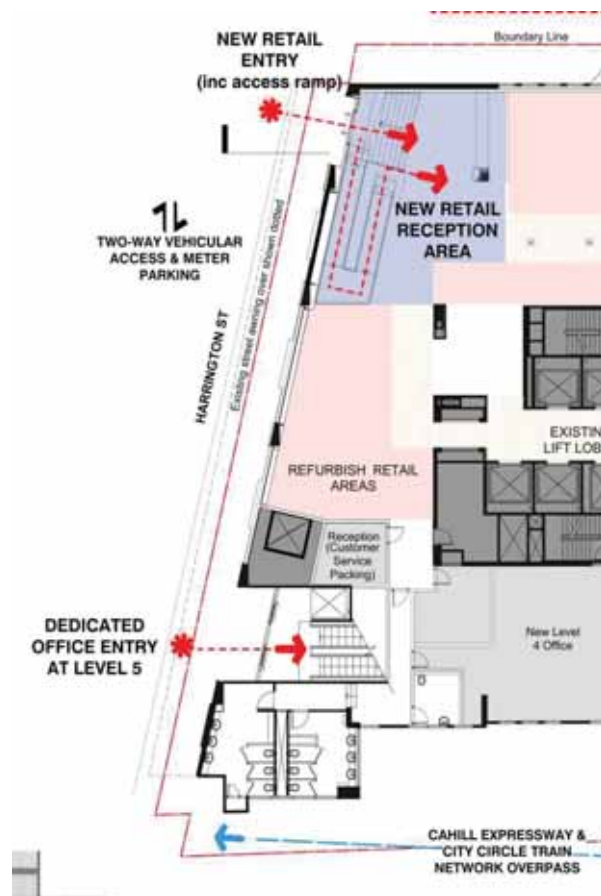 Boundary Line
NEW RETAIL
ENTRY
(inc access ramp)
NEW RETAIL
RECEPTION
AREA
TWO-WAY VEHICULAR
ACCESS & METER
PARKING
HARRINGTON ST
Existing street awning over shown dotted
EXISTIN
LIFT LOB
REFURBISH RETAIL
AREAS
Reception
(Customer
Service
Packing)
DEDICATED
OFFICE ENTRY
AT LEVEL 5
New Level
4 Office
CAHILL EXPRESSWAY &
CITY CIRCLE TRAIN
NETWORK OVERPASS